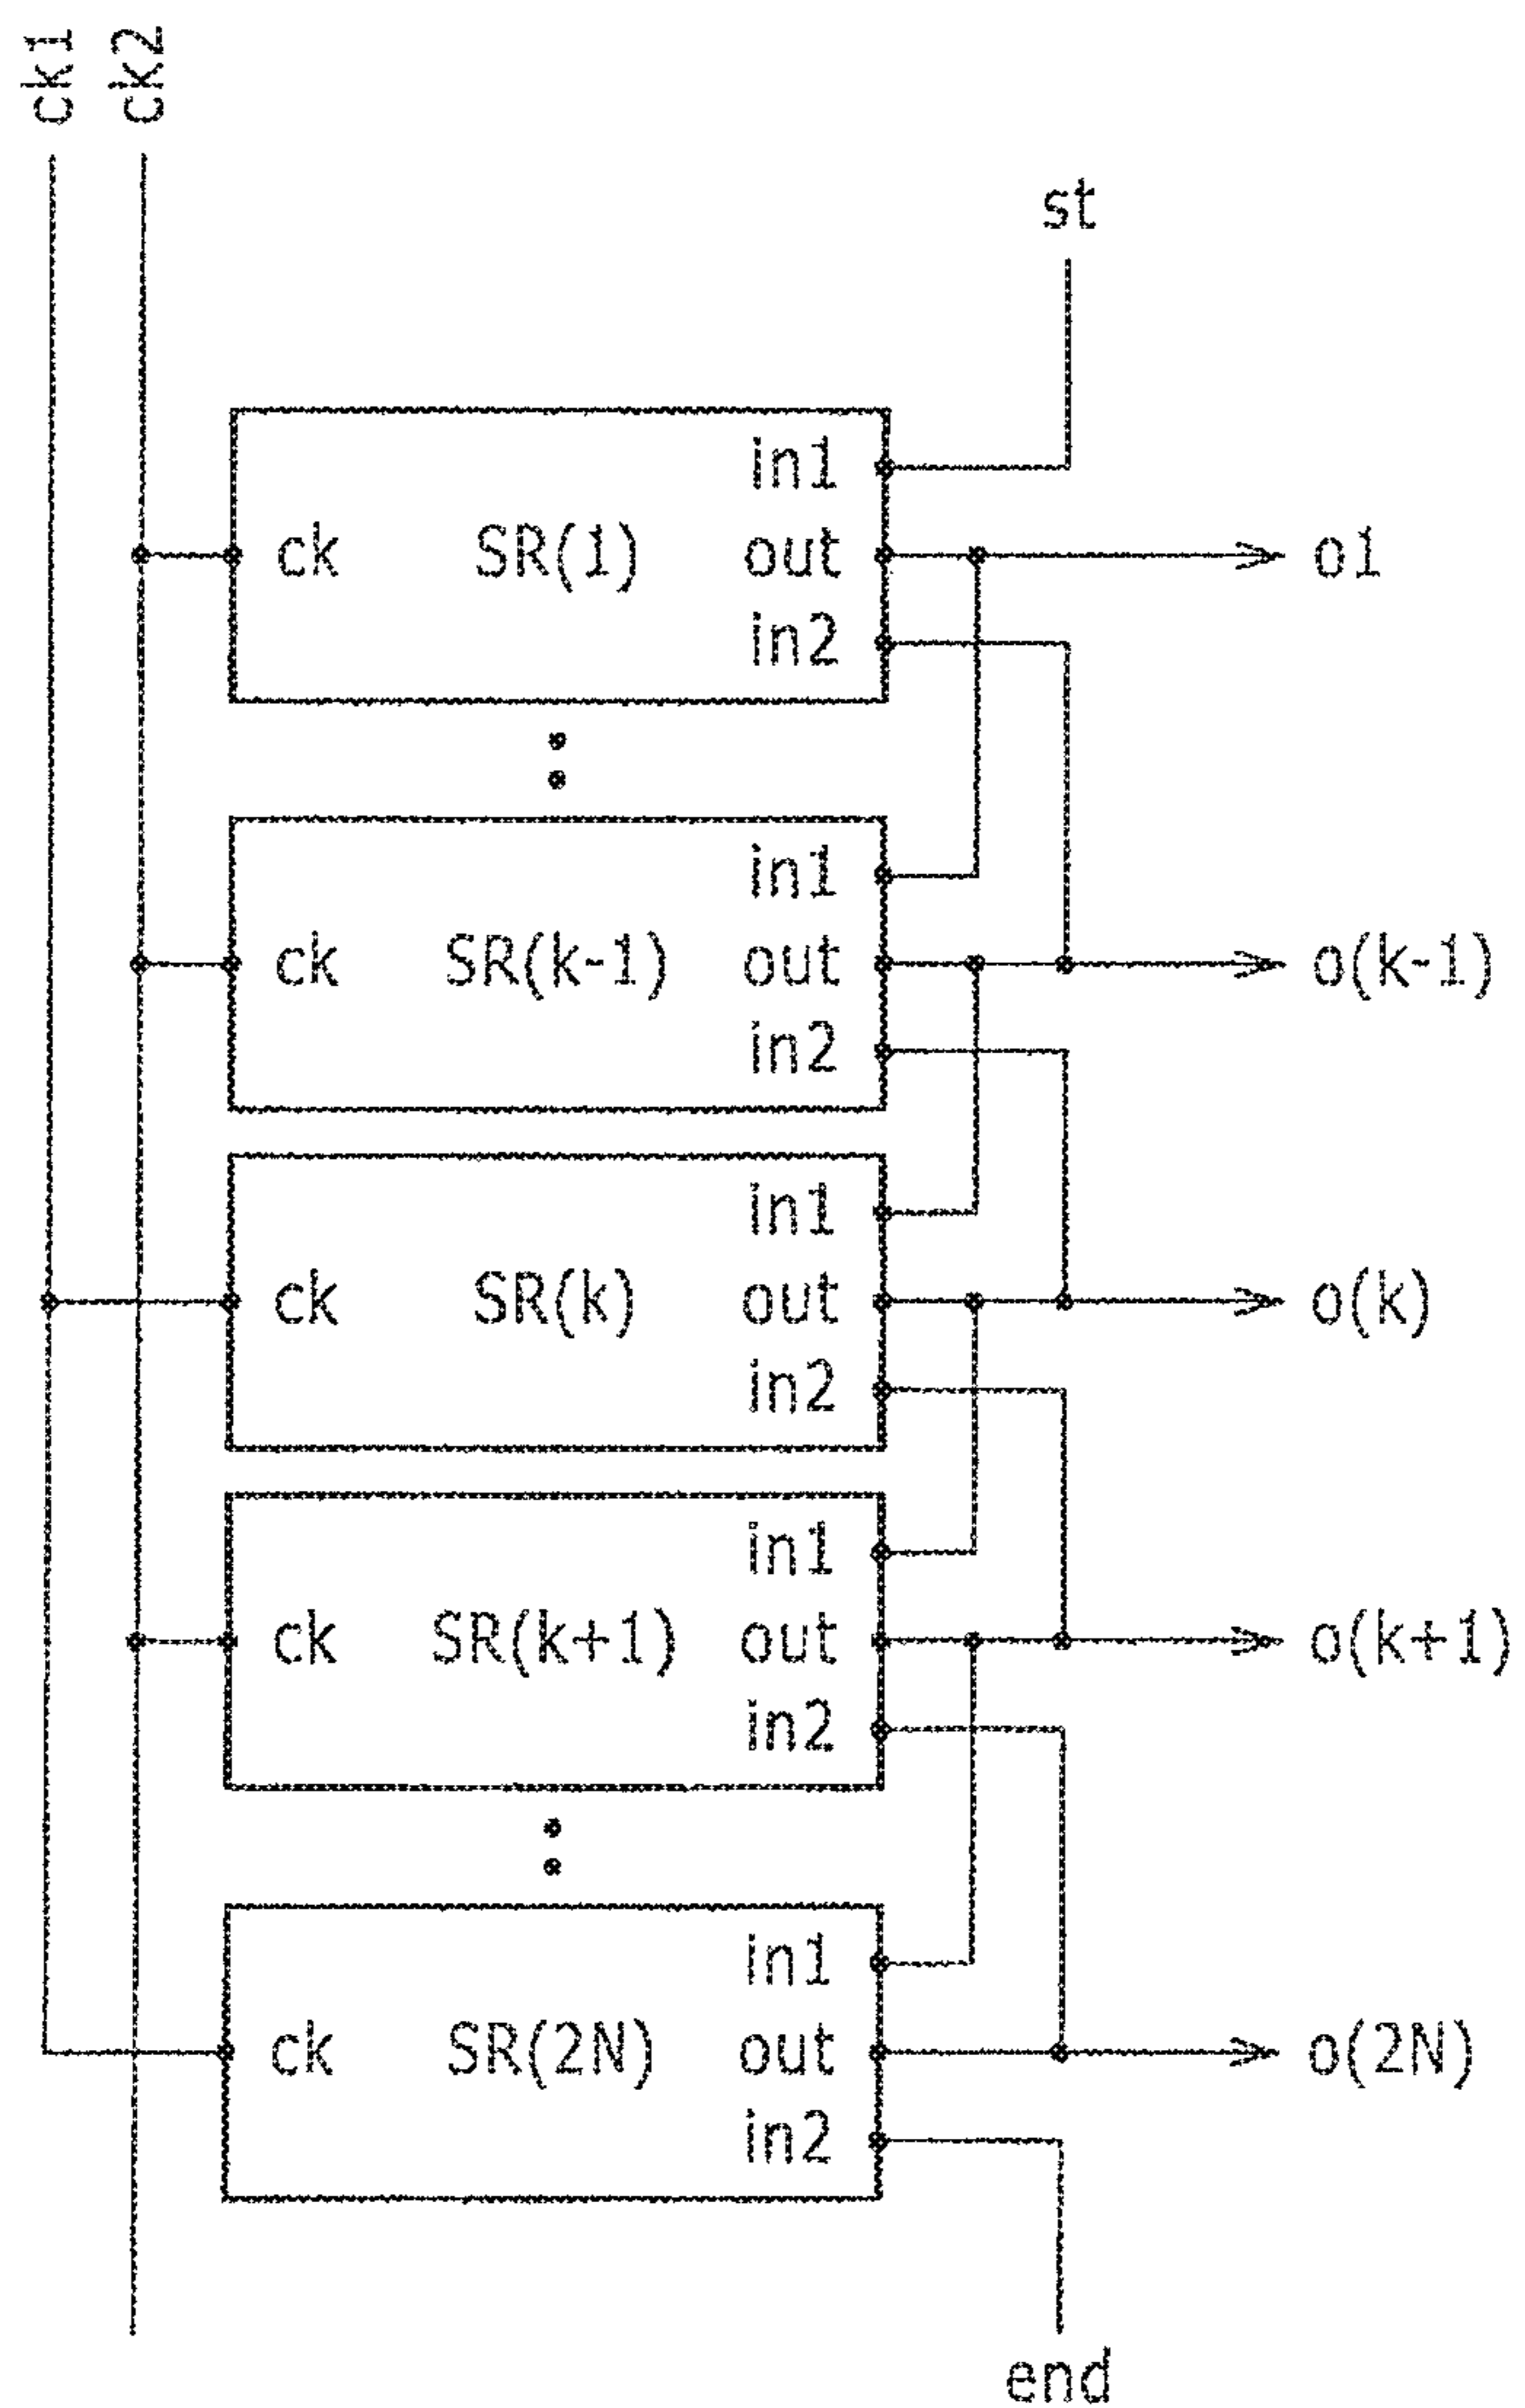 ck1
ck2
st
in1
ck SR(1) out o1
in2
in1
ck SR(k-1) out o(k-1)
in2
in1
ck SR(k) out o(k)
in2
in1
ck SR(k+1) out o(k+1)
in2
in1
ck SR(2N) out o(2N)
in2
end